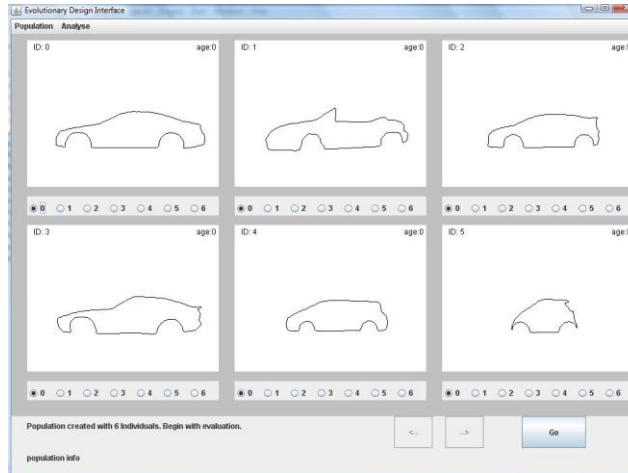 Evolutionary Design Interface
Population Analyse
ID: 0 age:0 ID: 1 age:0 ID: 2 age:
0 1 2 3 4 5 6 0 1 2 3 4 5 6 0 1 2 3 4 5 6
ID: 3 age:0 ID: 4 age:0 ID: 5 age:
0 1 2 3 4 5 6 0 1 2 3 4 5 6 0 1 2 3 4 5 6
Population created with 6 Individuals. Begin with evaluation.
<.. ..> Go
population info